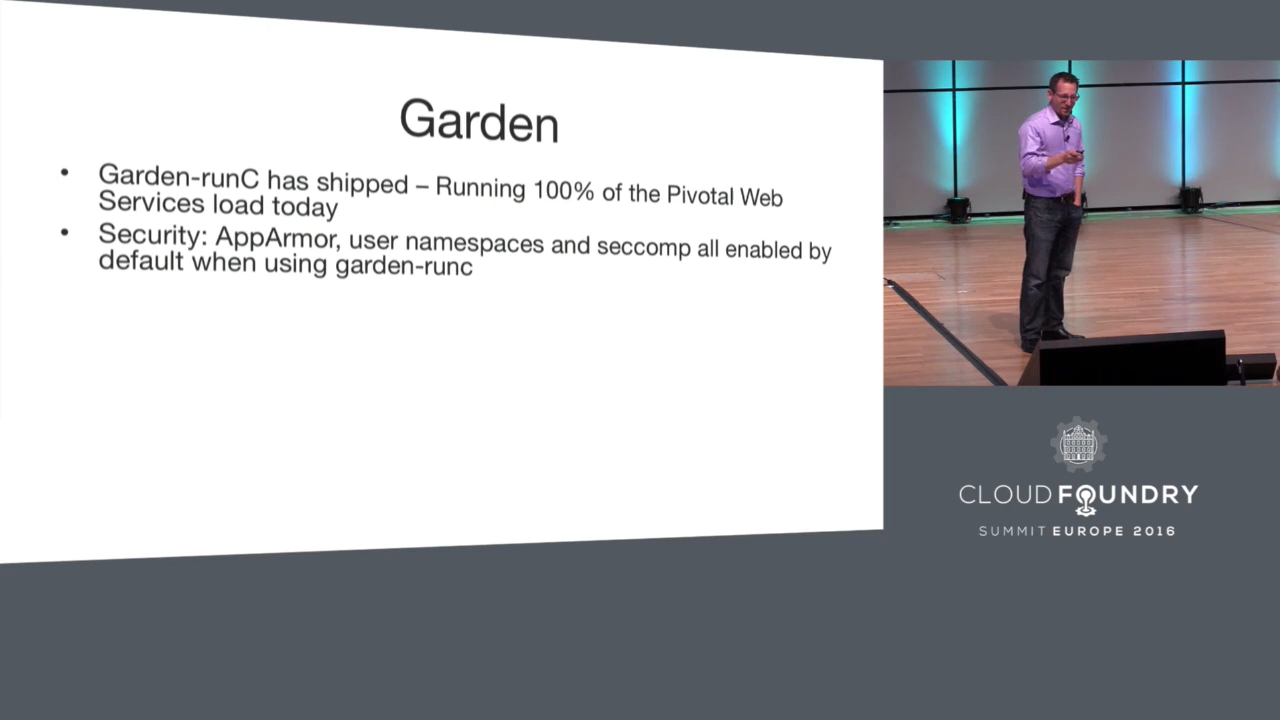 Garden
• Garden-runC has shipped – Running 100% of the Pivotal Web
Services load today
• Security: AppArmor, user namespaces and seccomp all enabled by
default when using garden-runc
CLOUD FOUNDRY
SUMMIT EUROPE 2016